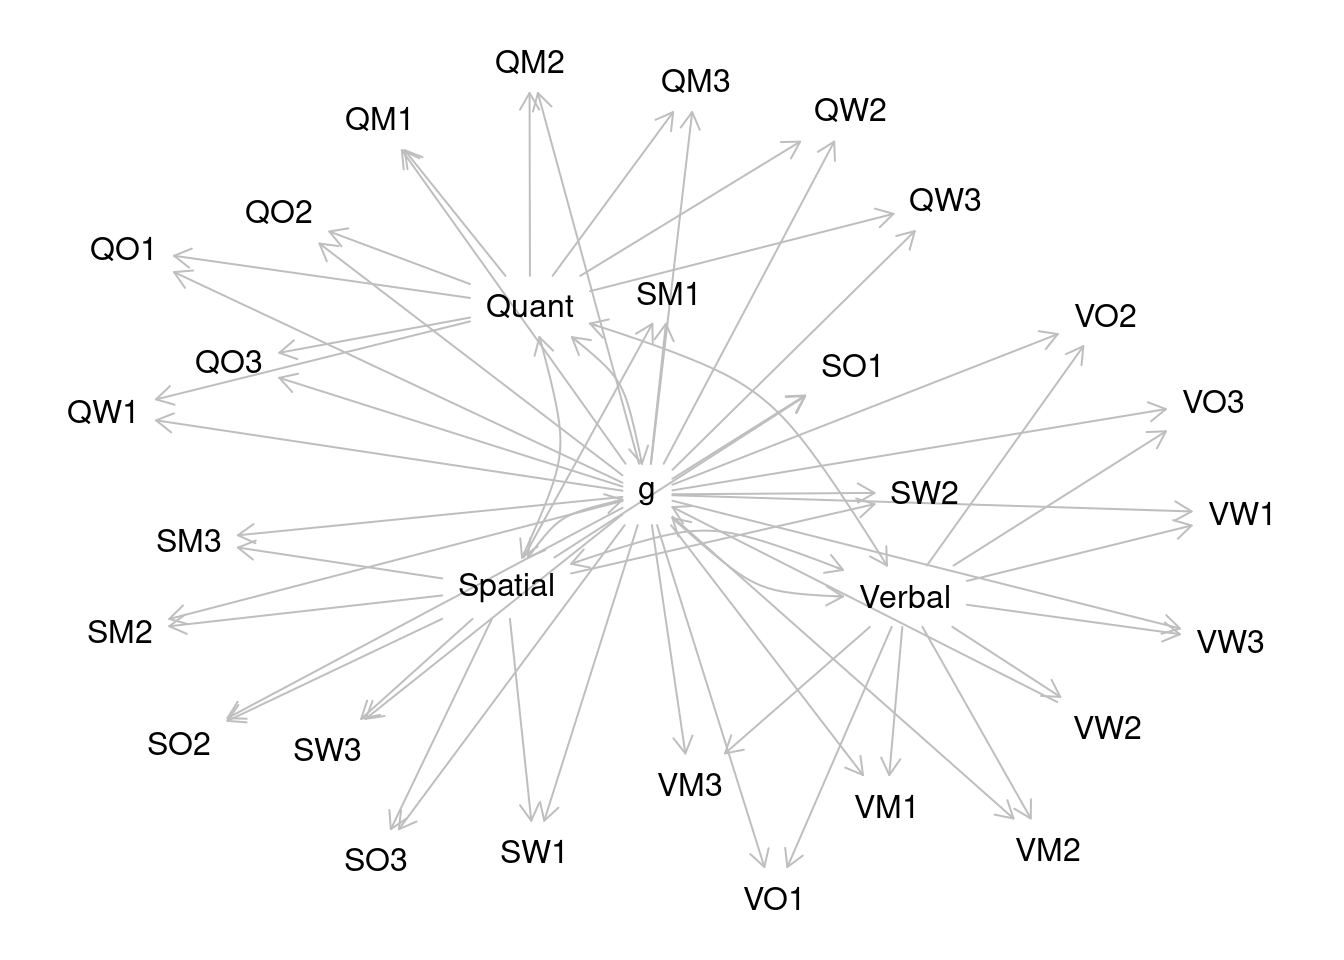 QM2
QM3
QW2
QM1
QW3
QO2
QO1
SM1
Quant
VO2
QO3
SO1
VO3
QW1
g
SW2
VW1
SM3
Spatial
Verbal
SM2
VW3
VW2
SO2
SW3
VM3
VM1
SW1
VM2
SO3
VO1